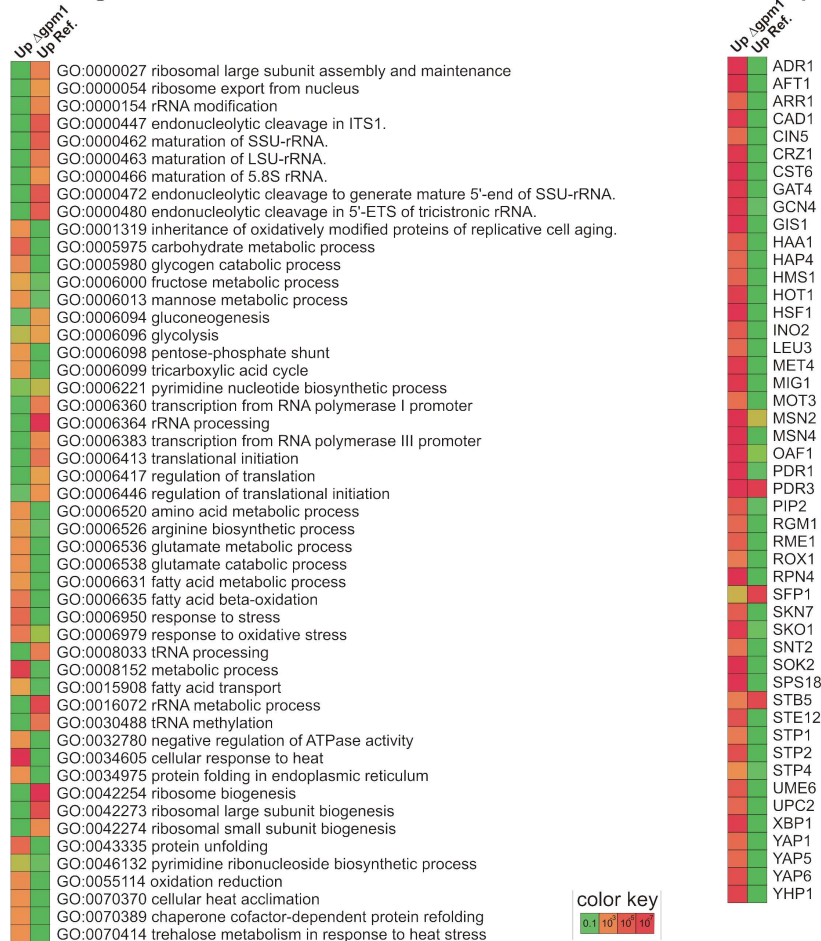 Up Δgpm1
Up Ref.
GO:0000027 ribosomal large subunit assembly and maintenance
GO:0000054 ribosome export from nucleus
GO:0000154 rRNA modification
GO:0000447 endonucleolytic cleavage in ITS1.
GO:0000462 maturation of SSU-rRNA.
GO:0000463 maturation of LSU-rRNA.
GO:0000466 maturation of 5.8S rRNA.
GO:0000472 endonucleolytic cleavage to generate mature 5'-end of SSU-rRNA.
GO:0000480 endonucleolytic cleavage in 5'-ETS of tricistronic rRNA.
GO:0001319 inheritance of oxidatively modified proteins of replicative cell aging.
GO:0005975 carbohydrate metabolic process
GO:0005980 glycogen catabolic process
GO:0006000 fructose metabolic process
GO:0006013 mannose metabolic process
GO:0006094 gluconeogenesis
GO:0006096 glycolysis
GO:0006098 pentose-phosphate shunt
GO:0006099 tricarboxylic acid cycle
GO:0006221 pyrimidine nucleotide biosynthetic process
GO:0006360 transcription from RNA polymerase I promoter
GO:0006364 rRNA processing
GO:0006383 transcription from RNA polymerase III promoter
GO:0006413 translational initiation
GO:0006417 regulation of translation
GO:0006446 regulation of translational initiation
GO:0006520 amino acid metabolic process
GO:0006526 arginine biosynthetic process
GO:0006536 glutamate metabolic process
GO:0006538 glutamate catabolic process
GO:0006631 fatty acid metabolic process
GO:0006635 fatty acid beta-oxidation
GO:0006950 response to stress
GO:0006979 response to oxidative stress
GO:0008033 tRNA processing
GO:0008152 metabolic process
GO:0015908 fatty acid transport
GO:0016072 rRNA metabolic process
GO:0030488 tRNA methylation
GO:0032780 negative regulation of ATPase activity
GO:0034605 cellular response to heat
GO:0034975 protein folding in endoplasmic reticulum
GO:0042254 ribosome biogenesis
GO:0042273 ribosomal large subunit biogenesis
GO:0042274 ribosomal small subunit biogenesis
GO:0043335 protein unfolding
GO:0046132 pyrimidine ribonucleoside biosynthetic process
GO:0055114 oxidation reduction
GO:0070370 cellular heat acclimation
GO:0070389 chaperone cofactor-dependent protein refolding
GO:0070414 trehalose metabolism in response to heat stress
color key
0.1
Up Δgpm1
Up Ref.
ADR1
AFT1
ARR1
CAD1
CIN5
CRZ1
CST6
GAT4
GCN4
GIS1
HAA1
HAP4
HMS1
HOT1
HSF1
INO2
LEU3
MET4
MIG1
MOT3
MSN2
MSN4
OAF1
PDR1
PDR3
PIP2
RGM1
RME1
ROX1
RPN4
SFP1
SKN7
SKO1
SNT2
SOK2
SPS18
STB5
STE12
STP1
STP2
STP4
UME6
UPC2
XBP1
YAP1
YAP5
YAP6
YHP1